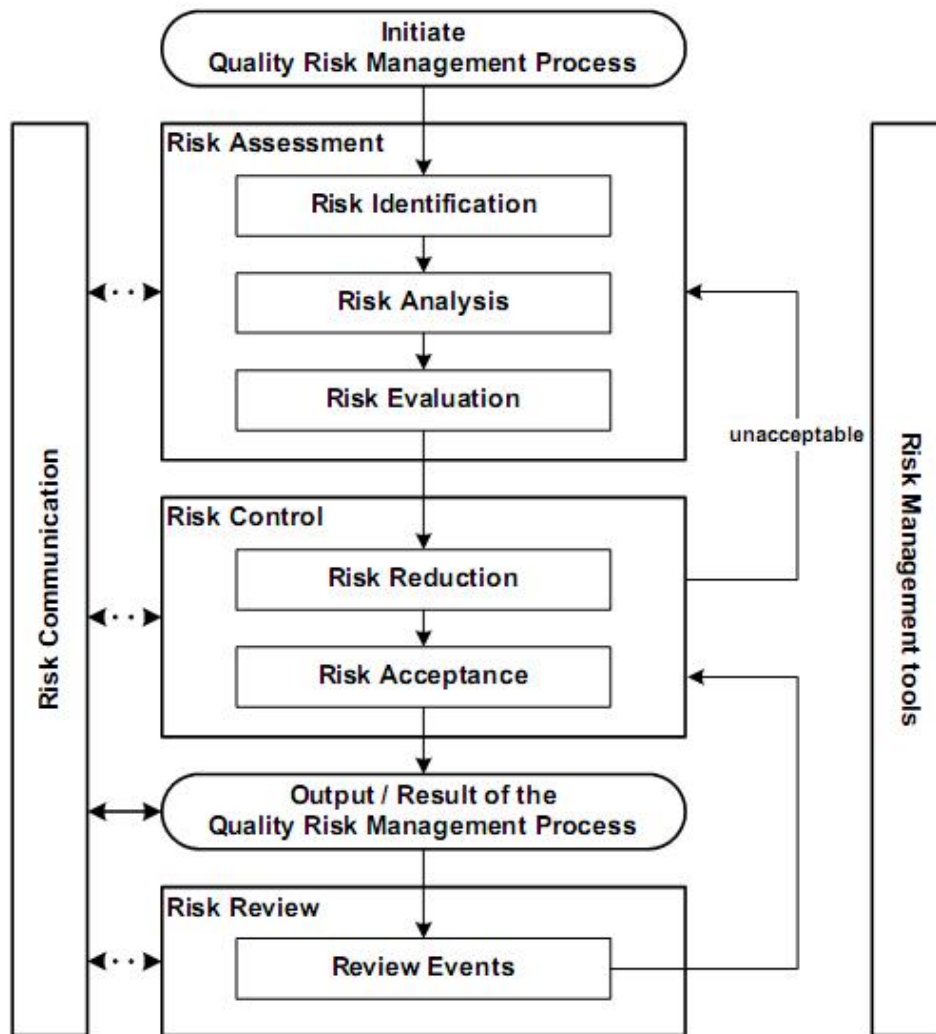 Initiate
Quality Risk Management Process
Risk Assessment
Risk Identification
Risk Analysis
Risk Evaluation
unacceptable
Risk Communication
Risk Management tools
Risk Control
Risk Reduction
Risk Acceptance
Output / Result of the
Quality Risk Management Process
Risk Review
Review Events